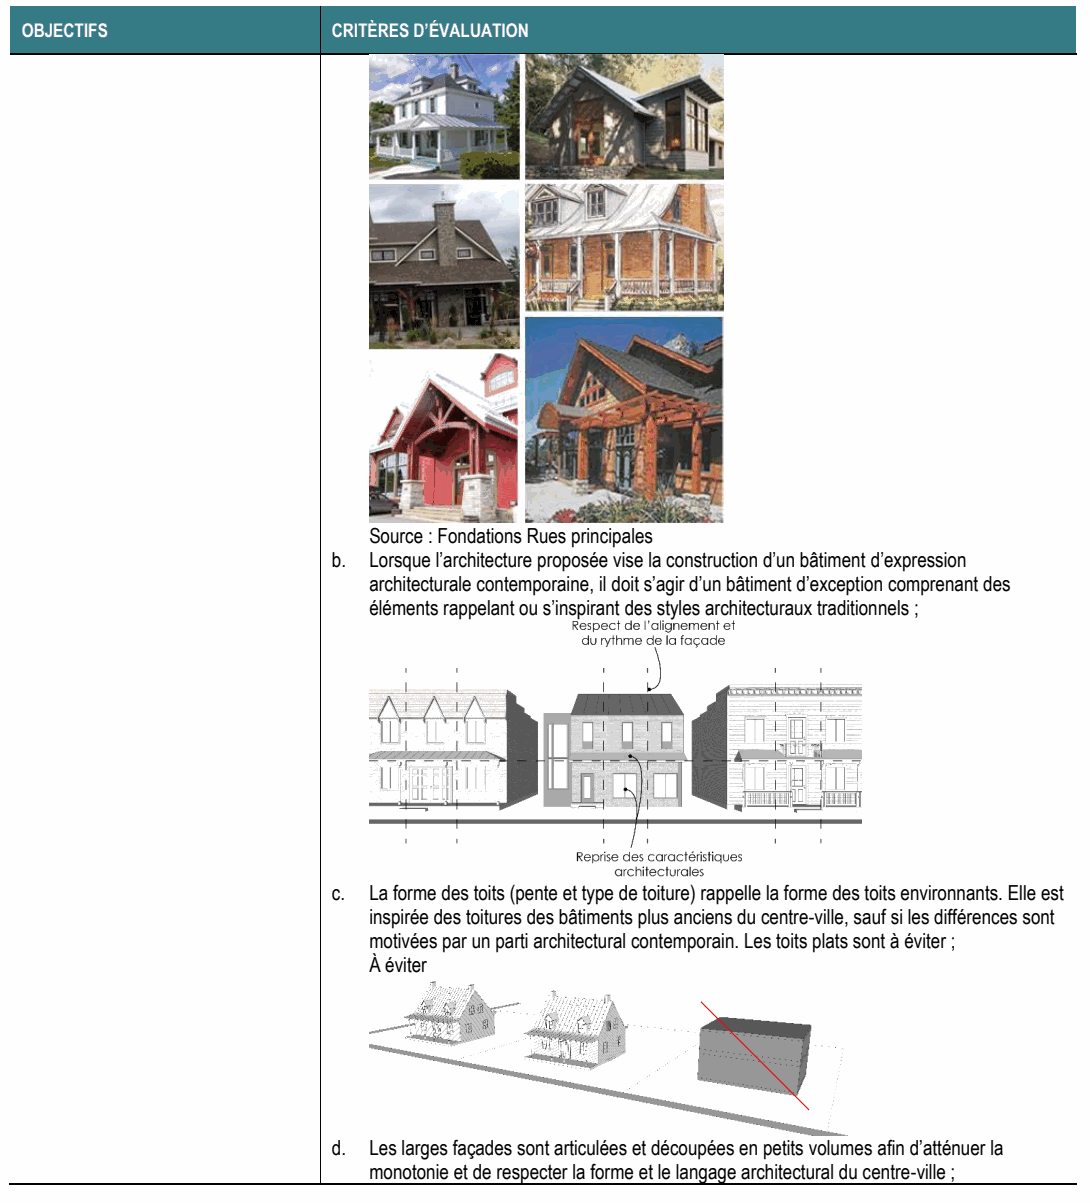 OBJECTIFS
CRITÈRES D’ÉVALUATION
Source : Fondations Rues principales
b. Lorsque l’architecture proposée vise la construction d’un bâtiment d’expression
architecturale contemporaine, il doit s’agir d’un bâtiment d’exception comprenant des
éléments rappelant ou s’inspirant des styles architecturaux traditionnels ;
Respect de l’alignement et
du rythme de la façade
Reprise des caractéristiques
architecturales
c. La forme des toits (pente et type de toiture) rappelle la forme des toits environnants. Elle est
inspirée des toitures des bâtiments plus anciens du centre-ville, sauf si les différences sont
motivées par un parti architectural contemporain. Les toits plats sont à éviter ;
À éviter
d. Les larges façades sont articulées et découpées en petits volumes afin d’atténuer la
monotonie et de respecter la forme et le langage architectural du centre-ville ;